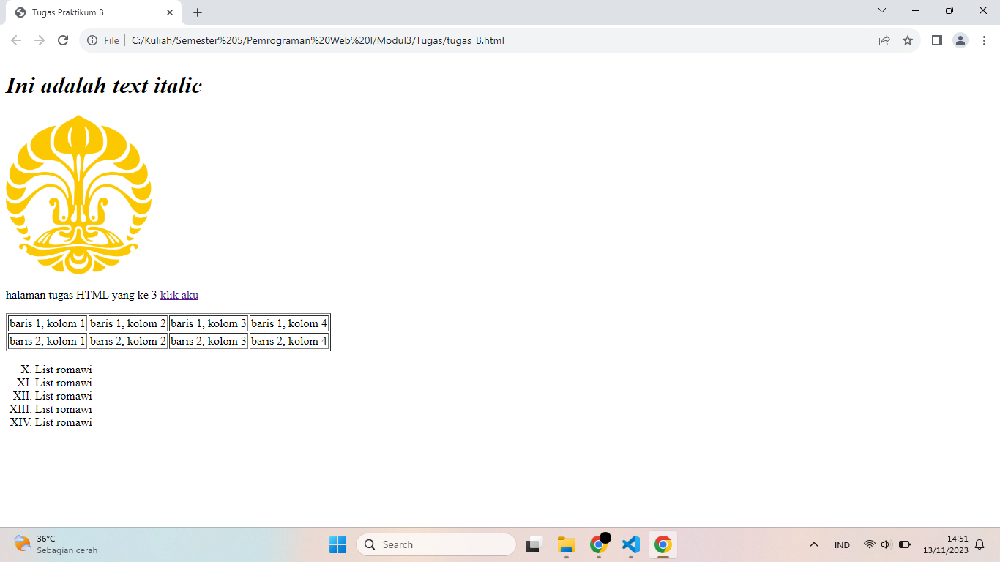 Tugas Praktikum B
File
C:/Kuliah/Semester%205/Pemrograman%20Web%20I/Modul3/Tugas/tugas_B.html
Ini adalah text italic
halaman tugas HTML yang ke 3 klik aku
baris 1, kolom 1 baris 1, kolom 2 baris 1, kolom 3 baris 1, kolom 4
baris 2, kolom 1 baris 2, kolom 2 baris 2, kolom 3 baris 2, kolom 4
X. List romawi
XI. List romawi
XII. List romawi
XIII. List romawi
XIV. List romawi
36°C
Sebagian cerah
Search
IND
14:51
13/11/2023